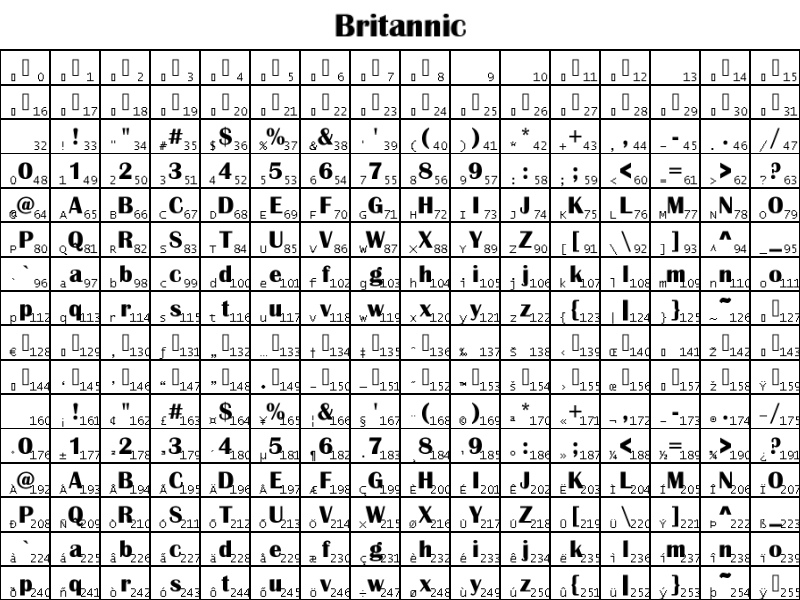 Britannic
0 1 2 3 4 5 6 7 8 9 10 11 12 13 14 15
16 17 18 19 20 21 22 23 24 25 26 27 28 29 30 31
32 ! ! 33 " " 34 # # 35 $ $ 36 % % 37 & & 38 ' ' 39 ( ( 40 ) ) 41 * * 42 + + 43 , , 44 - - 45 . . 46 / / 47
0 0 48 1 1 49 2 2 50 3 3 51 4 4 52 5 5 53 6 6 54 7 7 55 8 8 56 9 9 57 : : 58 ; ; 59 < < 60 = = 61 > > 62 ? ? 63
@ @ 64 A A 65 B B 66 C C 67 D D 68 E E 69 F F 70 G G 71 H H 72 I I 73 J J 74 K K 75 L L 76 M M 77 N N 78 O O 79
P P 80 Q Q 81 R R 82 S S 83 T T 84 U U 85 V V 86 W W 87 X X 88 Y Y 89 Z Z 90 [ [ 91 \ \ 92 ] ] 93 ^ ^ 94 _ _ 95
` ` 96 a a 97 b b 98 c c 99 d d 100 e e 101 f f 102 g g 103 h h 104 i i 105 j j 106 k k 107 l l 108 m m 109 n n 110 o o 111
p p 112 q q 113 r r 114 s s 115 t t 116 u u 117 v v 118 w w 119 x x 120 y y 121 z z 122 { { 123 | | 124 } } 125 ~ ~ 126 127
€ 128 129 ‚ 130 ƒ 131 „ 132 … 133 † 134 ‡ 135 ˆ 136 ‰ 137 Š 138 ‹ 139 Œ 140 141 Ž 142 143
144 ‘ 145 ’ 146 “ 147 ” 148 • 149 – 150 — 151 ˜ 152 ™ 153 š 154 › 155 œ 156 157 ž 158 Ÿ 159
160 ¡ ! 161 ¢ " 162 £ # 163 ¤ $ 164 ¥ % 165 ¦ & 166 § ' 167 ¨ ( 168 © ) 169 ª * 170 « + 171 ¬ , 172 - 173 ® . 174 ¯ / 175
° 0 176 ± 1 177 ² 2 178 ³ 3 179 ´ 4 180 µ 5 181 ¶ 6 182 · 7 183 ¸ 8 184 ¹ 9 185 º : 186 » ; 187 ¼ < 188 ½ = 189 ¾ > 190 ¿ ? 191
À @ 192 Á A 193 Â B 194 Ã C 195 Ä D 196 Å E 197 Æ F 198 Ç G 199 È H 200 É I 201 Ê J 202 Ë K 203 Ì L 204 Í M 205 Î N 206 Ï O 207
Ð P 208 Ñ Q 209 Ò R 210 Ó S 211 Ô T 212 Õ U 213 Ö V 214 × W 215 Ø X 216 Ù Y 217 Ú Z 218 Û [ 219 Ü \ 220 Ý ] 221 Þ ^ 222 ß _ 223
à ` 224 á a 225 â b 226 ã c 227 ä d 228 å e 229 æ f 230 ç g 231 è h 232 é i 233 ê j 234 ë k 235 ì l 236 í m 237 î n 238 ï o 239
ð p 240 ñ q 241 ò r 242 ó s 243 ô t 244 õ u 245 ö v 246 ÷ w 247 ø x 248 ù y 249 ú z 250 û { 251 ü | 252 ý } 253 þ ~ 254 ÿ 255